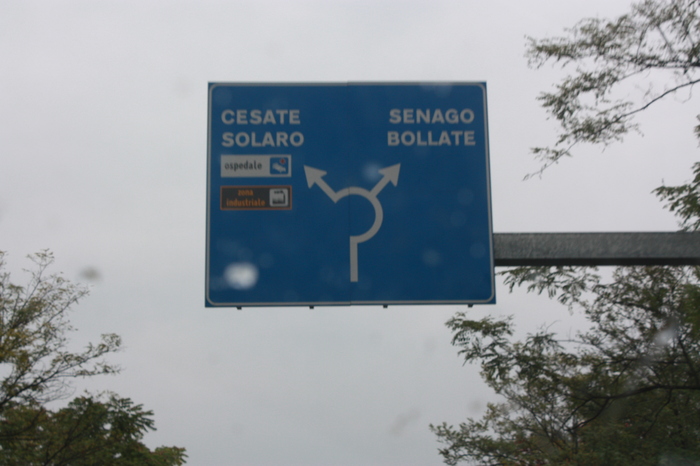 CESATE
SOLARO
ospedale
zona
industriale
SENAGO
BOLLATE